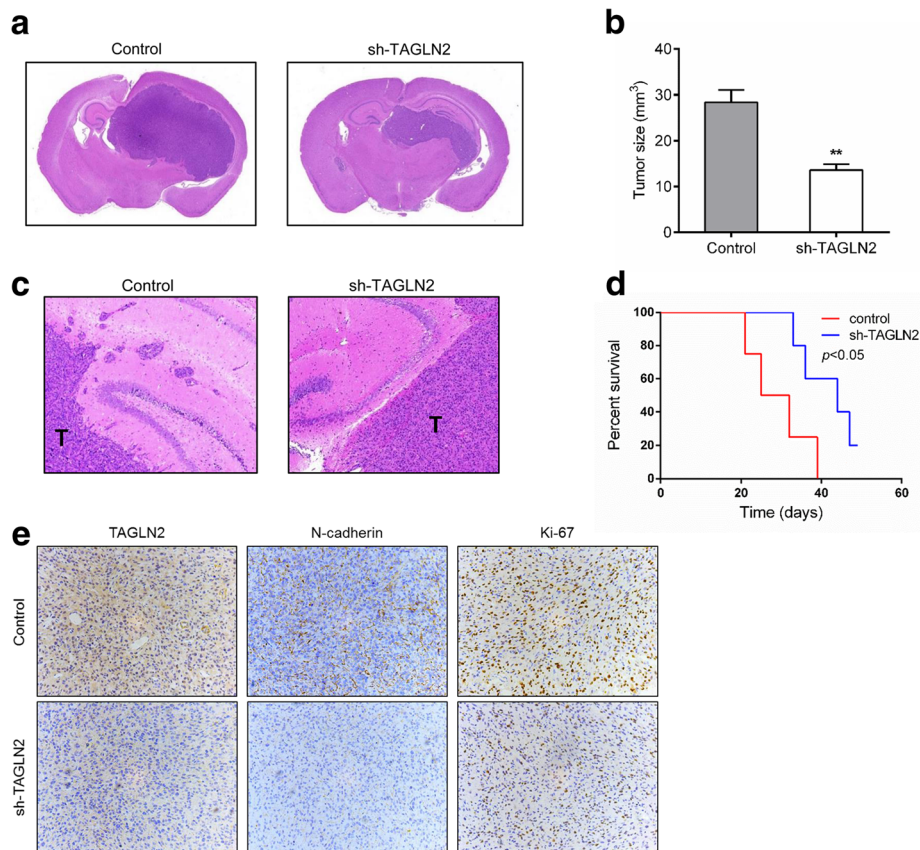 a
Control
sh-TAGLN2
b
Tumor size (mm3)
40
30
20
10
0
**
Control
sh-TAGLN2
c
Control
sh-TAGLN2
T
T
d
Percent survival
100
80
60
40
20
0
control
sh-TAGLN2
p<0.05
0
20
40
60
Time (days)
e
TAGLN2
N-cadherin
Ki-67
Control
sh-TAGLN2